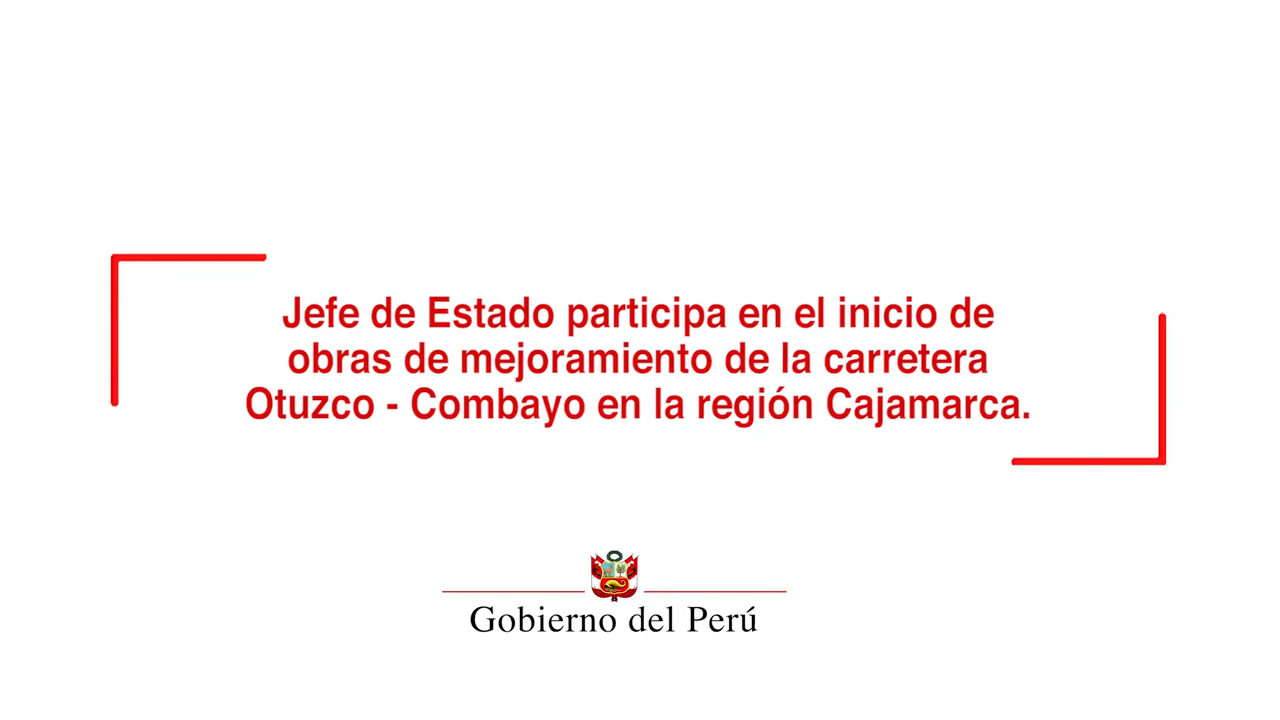 Jefe de Estado participa en el inicio de
obras de mejoramiento de la carretera
Otuzco - Combayo en la región Cajamarca.
Gobierno del Perú